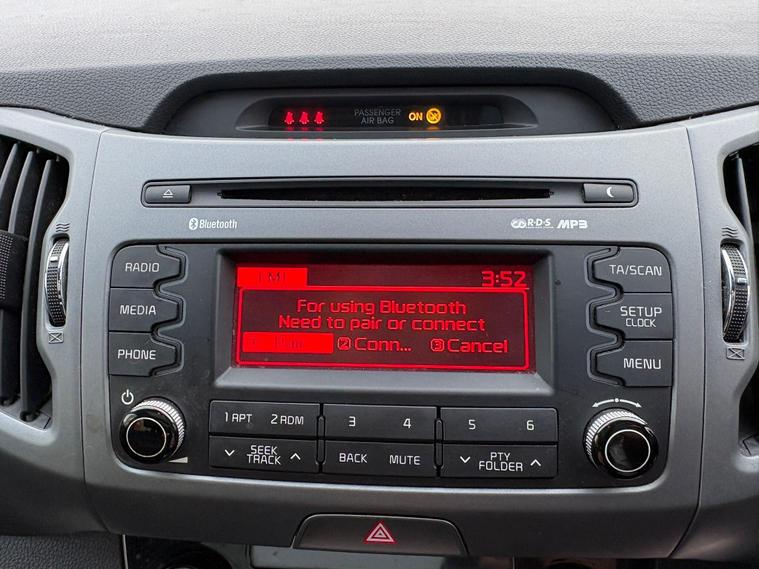 PASSENGER
AIR BAG
ON
Bluetooth
R·D·S
MP3
RADIO
MEDIA
PHONE
FM1
3:52
For using Bluetooth
Need to pair or connect
2 Conn...
3 Cancel
TA/SCAN
SETUP
CLOCK
MENU
1 RPT
2 RDM
3
4
5
6
SEEK
TRACK
BACK
MUTE
PTY
FOLDER